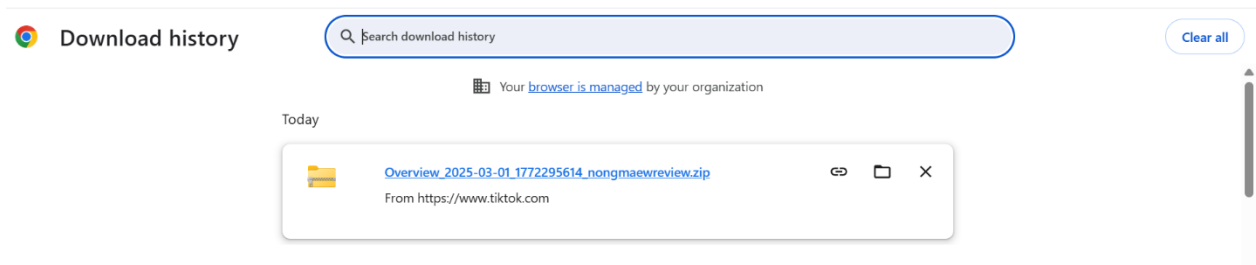 Download history
Search download history
Clear all
Your browser is managed by your organization
Today
Overview_2025-03-01_1772295614_nongmaewreview.zip
From https://www.tiktok.com